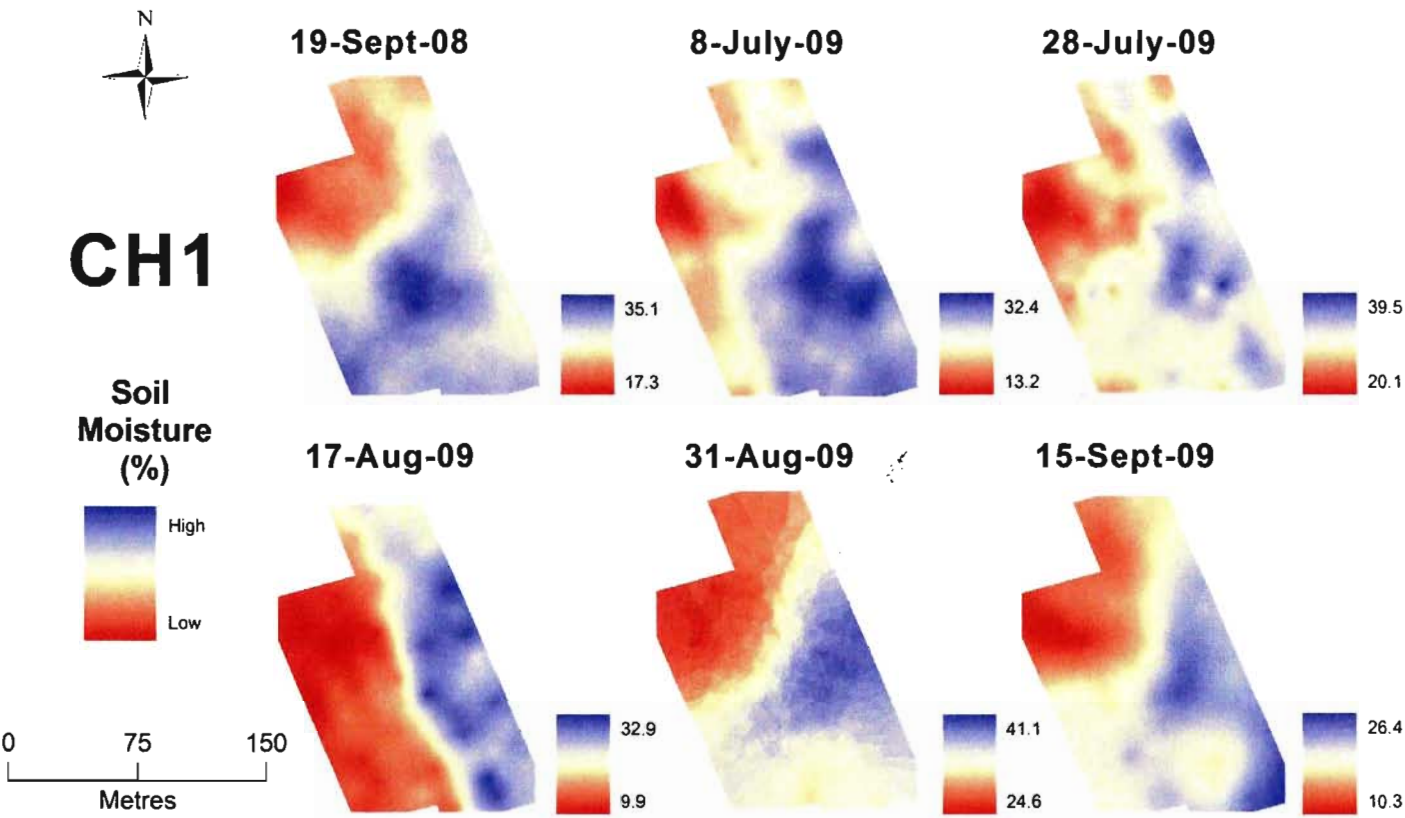 N
19-Sept-08
8-July-09
28-July-09
CH1
35.1
17.3
32.4
13.2
39.5
20.1
Soil
Moisture
(%)
High
Low
17-Aug-09
31-Aug-09
15-Sept-09
32.9
9.9
41.1
24.6
26.4
10.3
0 75 150
Metres